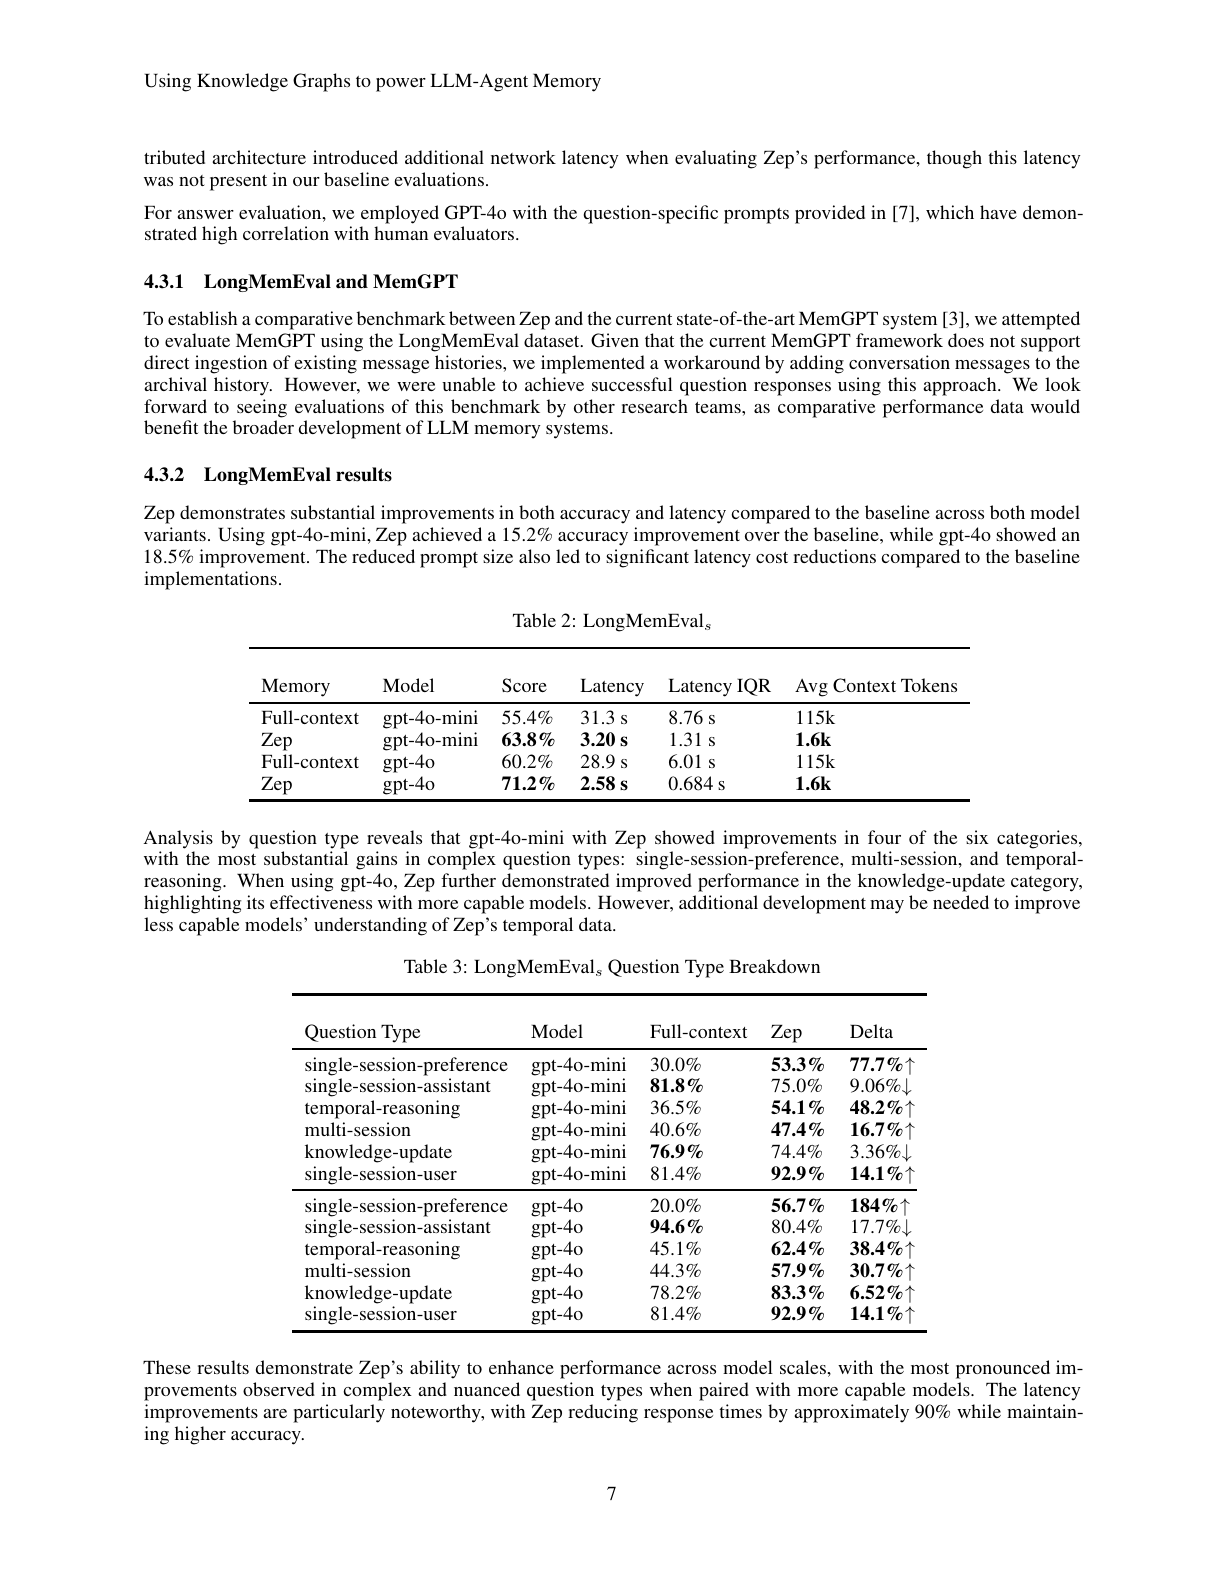 Using Knowledge Graphs to power LLM-Agent Memory
tributed architecture introduced additional network latency when evaluating Zep's performance, though this latency
was not present in our baseline evaluations.
For answer evaluation, we employed GPT-4o with the question-specific prompts provided in [7], which have demon-
strated high correlation with human evaluators.
4.3.1 LongMemEval and MemGPT
To establish a comparative benchmark between Zep and the current state-of-the-art MemGPT system [3], we attempted
to evaluate MemGPT using the LongMemEval dataset. Given that the current MemGPT framework does not support
direct ingestion of existing message histories, we implemented a workaround by adding conversation messages to the
archival history. However, we were unable to achieve successful question responses using this approach. We look
forward to seeing evaluations of this benchmark by other research teams, as comparative performance data would
benefit the broader development of LLM memory systems.
4.3.2 LongMemEval results
Zep demonstrates substantial improvements in both accuracy and latency compared to the baseline across both model
variants. Using gpt-4o-mini, Zep achieved a 15.2% accuracy improvement over the baseline, while gpt-4o showed an
18.5% improvement. The reduced prompt size also led to significant latency cost reductions compared to the baseline
implementations.
Table 2: LongMemEvalₛ
Memory Model Score Latency Latency IQR Avg Context Tokens
Full-context gpt-4o-mini 55.4% 31.3 s 8.76 s 115k
Zep gpt-4o-mini 63.8% 3.20 s 1.31 s 1.6k
Full-context gpt-4o 60.2% 28.9 s 6.01 s 115k
Zep gpt-4o 71.2% 2.58 s 0.684 s 1.6k
Analysis by question type reveals that gpt-4o-mini with Zep showed improvements in four of the six categories,
with the most substantial gains in complex question types: single-session-preference, multi-session, and temporal-
reasoning. When using gpt-4o, Zep further demonstrated improved performance in the knowledge-update category,
highlighting its effectiveness with more capable models. However, additional development may be needed to improve
less capable models' understanding of Zep's temporal data.
Table 3: LongMemEvalₛ Question Type Breakdown
Question Type Model Full-context Zep Delta
single-session-preference gpt-4o-mini 30.0% 53.3% 77.7%↑
single-session-assistant gpt-4o-mini 81.8% 75.0% 9.06%↓
temporal-reasoning gpt-4o-mini 36.5% 54.1% 48.2%↑
multi-session gpt-4o-mini 40.6% 47.4% 16.7%↑
knowledge-update gpt-4o-mini 76.9% 74.4% 3.36%↓
single-session-user gpt-4o-mini 81.4% 92.9% 14.1%↑
single-session-preference gpt-4o 20.0% 56.7% 184%↑
single-session-assistant gpt-4o 94.6% 80.4% 17.7%↓
temporal-reasoning gpt-4o 45.1% 62.4% 38.4%↑
multi-session gpt-4o 44.3% 57.9% 30.7%↑
knowledge-update gpt-4o 78.2% 83.3% 6.52%↑
single-session-user gpt-4o 81.4% 92.9% 14.1%↑
These results demonstrate Zep's ability to enhance performance across model scales, with the most pronounced im-
provements observed in complex and nuanced question types when paired with more capable models. The latency
improvements are particularly noteworthy, with Zep reducing response times by approximately 90% while maintain-
ing higher accuracy.
7